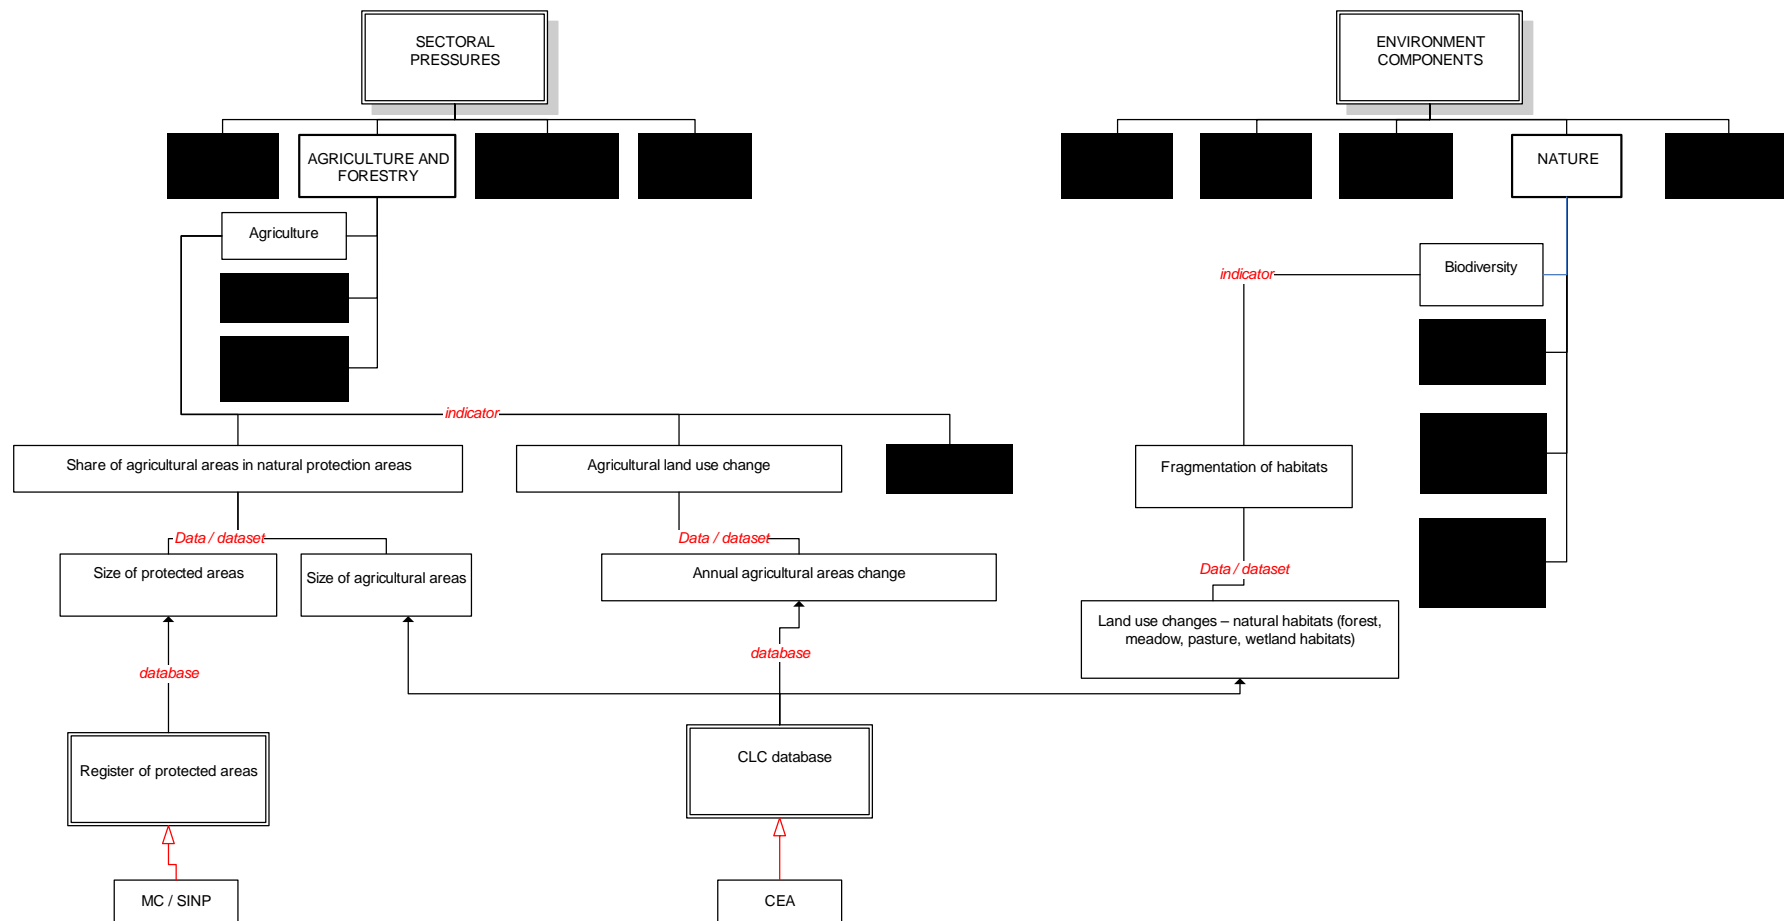 SECTORAL
PRESSURES
ENVIRONMENT
COMPONENTS
AGRICULTURE AND
FORESTRY
NATURE
Agriculture
Biodiversity
indicator
indicator
Share of agricultural areas in natural protection areas
Agricultural land use change
Fragmentation of habitats
Data / dataset
Data / dataset
Data / dataset
Size of protected areas
Size of agricultural areas
Annual agricultural areas change
Land use changes – natural habitats (forest,
meadow, pasture, wetland habitats)
database
database
Register of protected areas
CLC database
MC / SINP
CEA